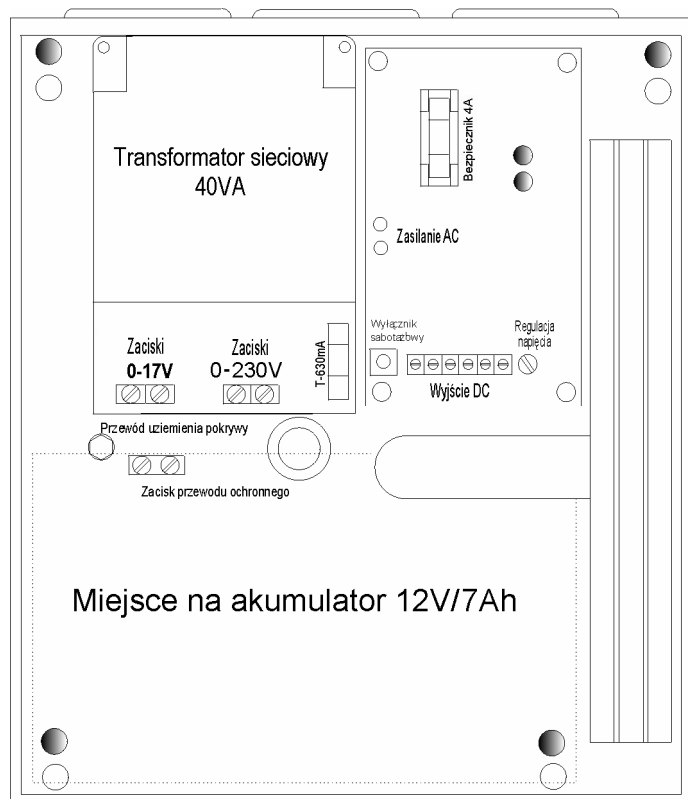 Transformator sieciowy
40VA
Bezpiecznik 4A
Zasilanie AC
Wyłącznik
sabotażbwy
Regulacja
napięcia
Zaciski
0-17V
Zaciski
0-230V
T-630mA
Wyjście DC
Przewód uziemienia pokrywy
Zacisk przewodu ochronnego
Miejsce na akumulator 12V/7Ah